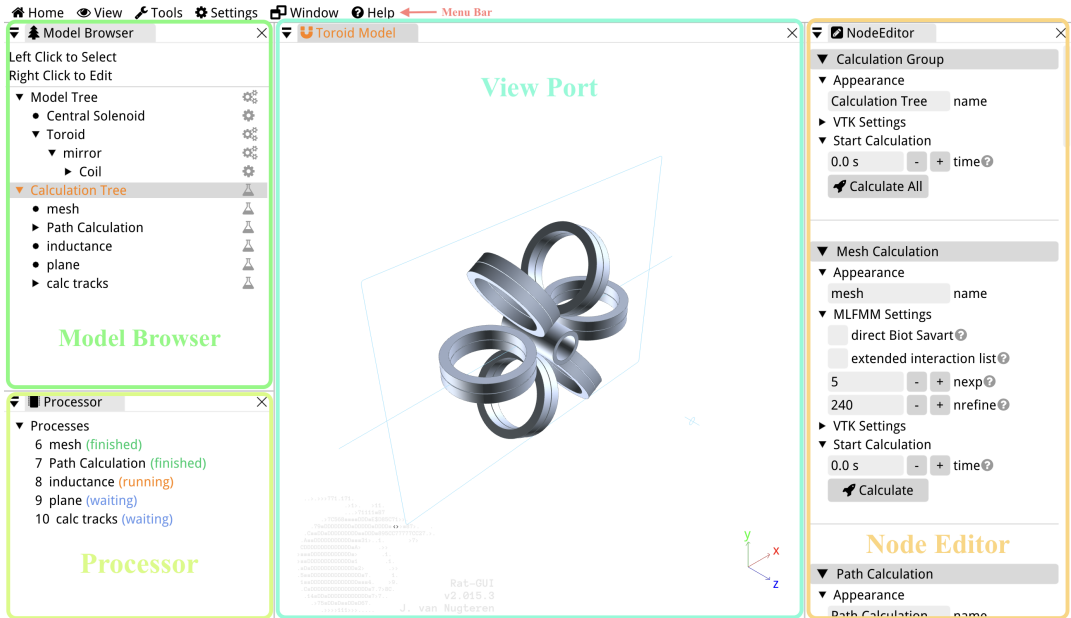 Home View Tools Settings Window Help Menu Bar
Model Browser
Left Click to Select
Right Click to Edit
Model Tree
Central Solenoid
Toroid
mirror
Coil
Calculation Tree
mesh
Path Calculation
inductance
plane
calc tracks
Model Browser
Processor
Processes
6 mesh (finished)
7 Path Calculation (finished)
8 inductance (running)
9 plane (waiting)
10 calc tracks (waiting)
Processor
Toroid Model
View Port
y
x
z
Rat-GUI
v2.015.3
J. van Nugteren
NodeEditor
Calculation Group
Appearance
Calculation Tree name
VTK Settings
Start Calculation
0.0 s - + time?
Calculate All
Mesh Calculation
Appearance
mesh name
MLFMM Settings
direct Biot Savart?
extended interaction list?
5 - + nexp?
240 - + nrefine?
VTK Settings
Start Calculation
0.0 s - + time?
Calculate
Node Editor
Path Calculation
Appearance
Path Calculation name